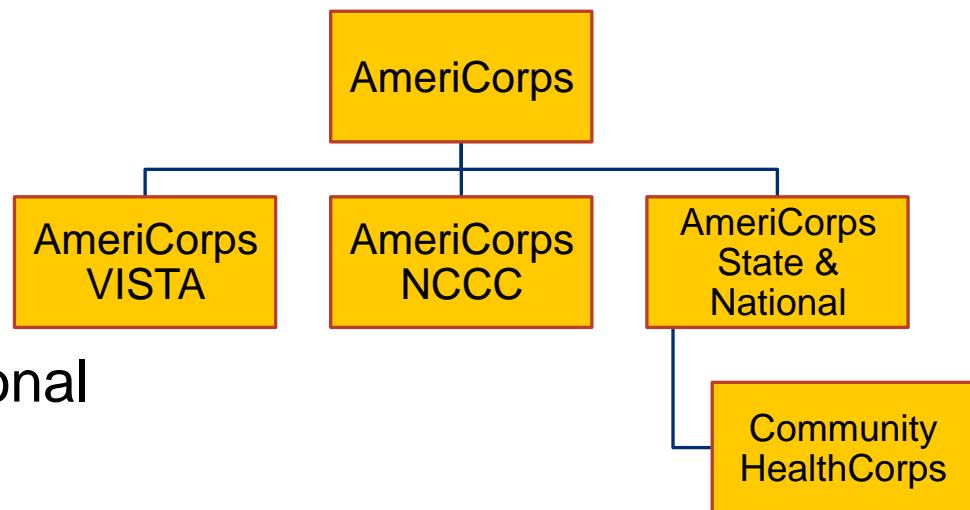 AmeriCorps
AmeriCorps
VISTA
AmeriCorps
NCCC
AmeriCorps
State &
National
onal
Community
HealthCorps